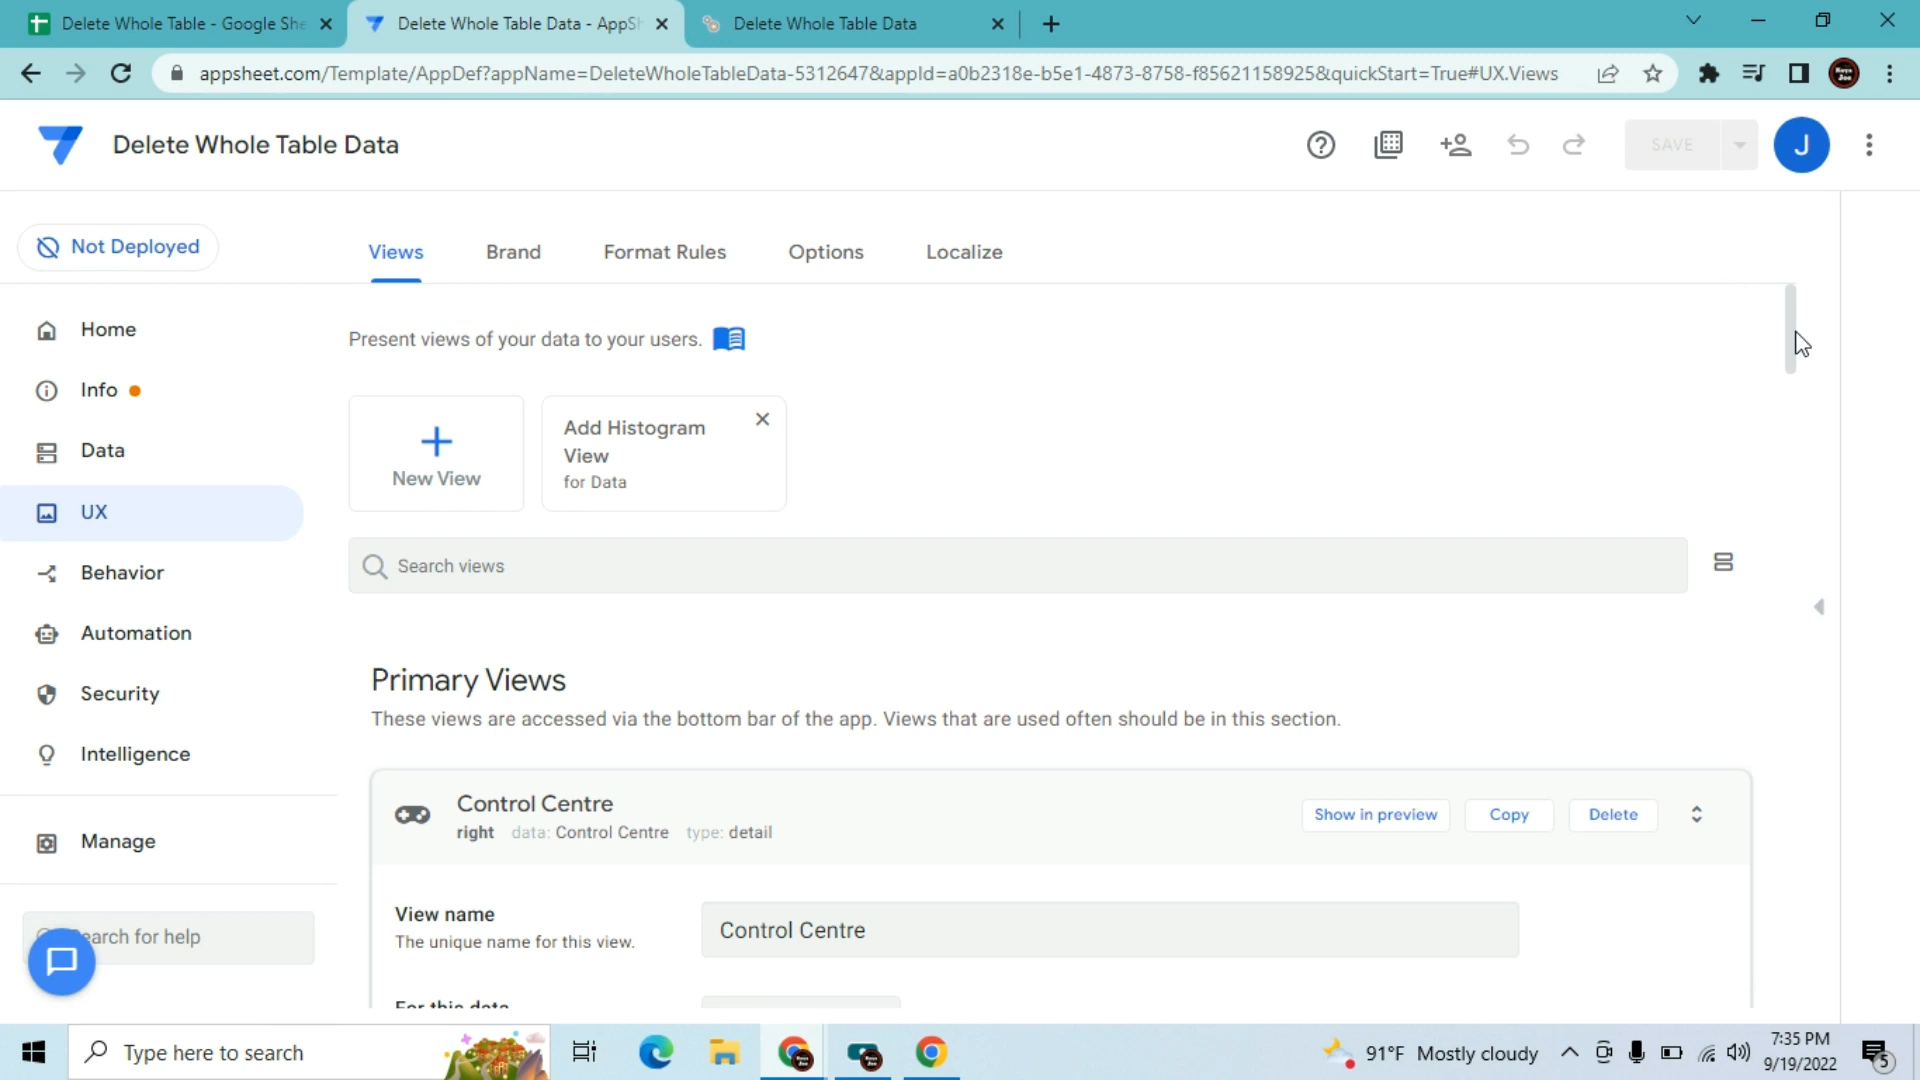 Delete Whole Table - Google She
Delete Whole Table Data - AppSh
Delete Whole Table Data
appsheet.com/Template/AppDef?appName=DeleteWholeTableData-5312647&appId=a0b2318e-b5e1-4873-8758-f85621158925&quickStart=True#UX.Views
Delete Whole Table Data
SAVE
J
Not Deployed
Views
Brand
Format Rules
Options
Localize
Home
Info
Data
UX
Behavior
Automation
Security
Intelligence
Manage
earch for help
Present views of your data to your users.
New View
Add Histogram
View
for Data
Search views
Primary Views
These views are accessed via the bottom bar of the app. Views that are used often should be in this section.
Control Centre
right data: Control Centre type: detail
Show in preview
Copy
Delete
View name
The unique name for this view.
Control Centre
For this data
Type here to search
91°F Mostly cloudy
7:35 PM
9/19/2022
5